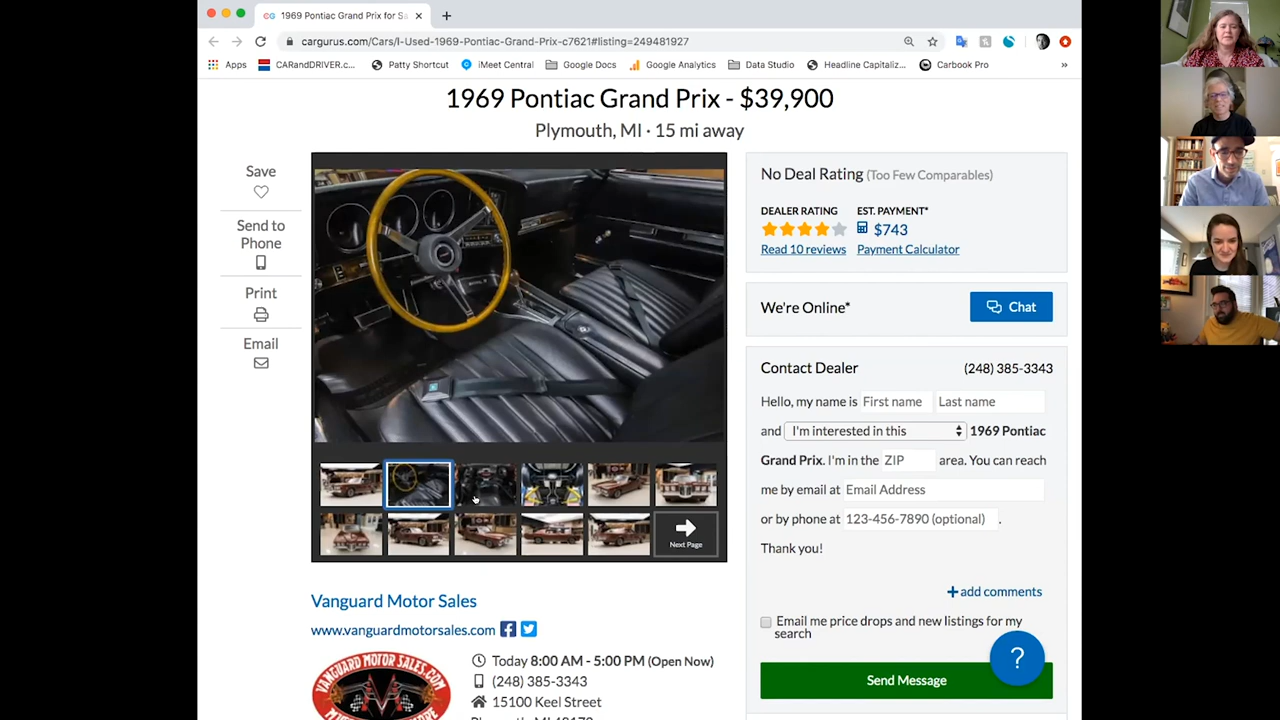 1969 Pontiac Grand Prix for Sa
cargurus.com/Cars/l-Used-1969-Pontiac-Grand-Prix-c7621#listing=249481927
Apps CARandDRIVER.c... Patty Shortcut iMeet Central Google Docs Google Analytics Data Studio Headline Capitaliz... Carbook Pro »
1969 Pontiac Grand Prix - $39,900
Plymouth, MI · 15 mi away
Save
Send to
Phone
Print
Email
Next Page
No Deal Rating (Too Few Comparables)
DEALER RATING EST. PAYMENT*
$743
Read 10 reviews Payment Calculator
We're Online* Chat
Contact Dealer (248) 385-3343
Hello, my name is First name Last name
and I'm interested in this 1969 Pontiac
Grand Prix. I'm in the ZIP area. You can reach
me by email at Email Address
or by phone at 123-456-7890 (optional) .
Thank you!
+ add comments
Email me price drops and new listings for my
search
?
Send Message
Vanguard Motor Sales
www.vanguardmotorsales.com
VANGUARD MOTOR SALES.COM
Today 8:00 AM - 5:00 PM (Open Now)
(248) 385-3343
15100 Keel Street